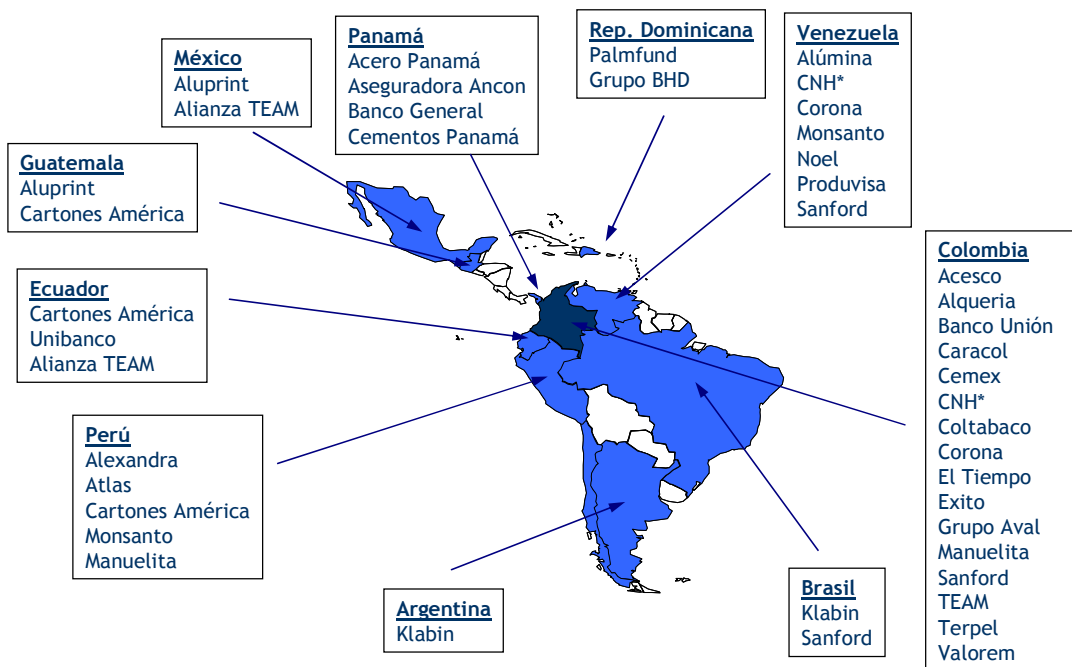 México
Aluprint
Alianza TEAM
Panamá
Acero Panamá
Aseguradora Ancon
Banco General
Cementos Panamá
Rep. Dominicana
Palmfund
Grupo BHD
Venezuela
Alúmina
CNH*
Corona
Monsanto
Noel
Produvisa
Sanford
Guatemala
Aluprint
Cartones América
Ecuador
Cartones América
Unibanco
Alianza TEAM
Perú
Alexandra
Atlas
Cartones América
Monsanto
Manuelita
Argentina
Klabin
Brasil
Klabin
Sanford
Colombia
Acesco
Alqueria
Banco Unión
Caracol
Cemex
CNH*
Coltabaco
Corona
El Tiempo
Exito
Grupo Aval
Manuelita
Sanford
TEAM
Terpel
Valorem